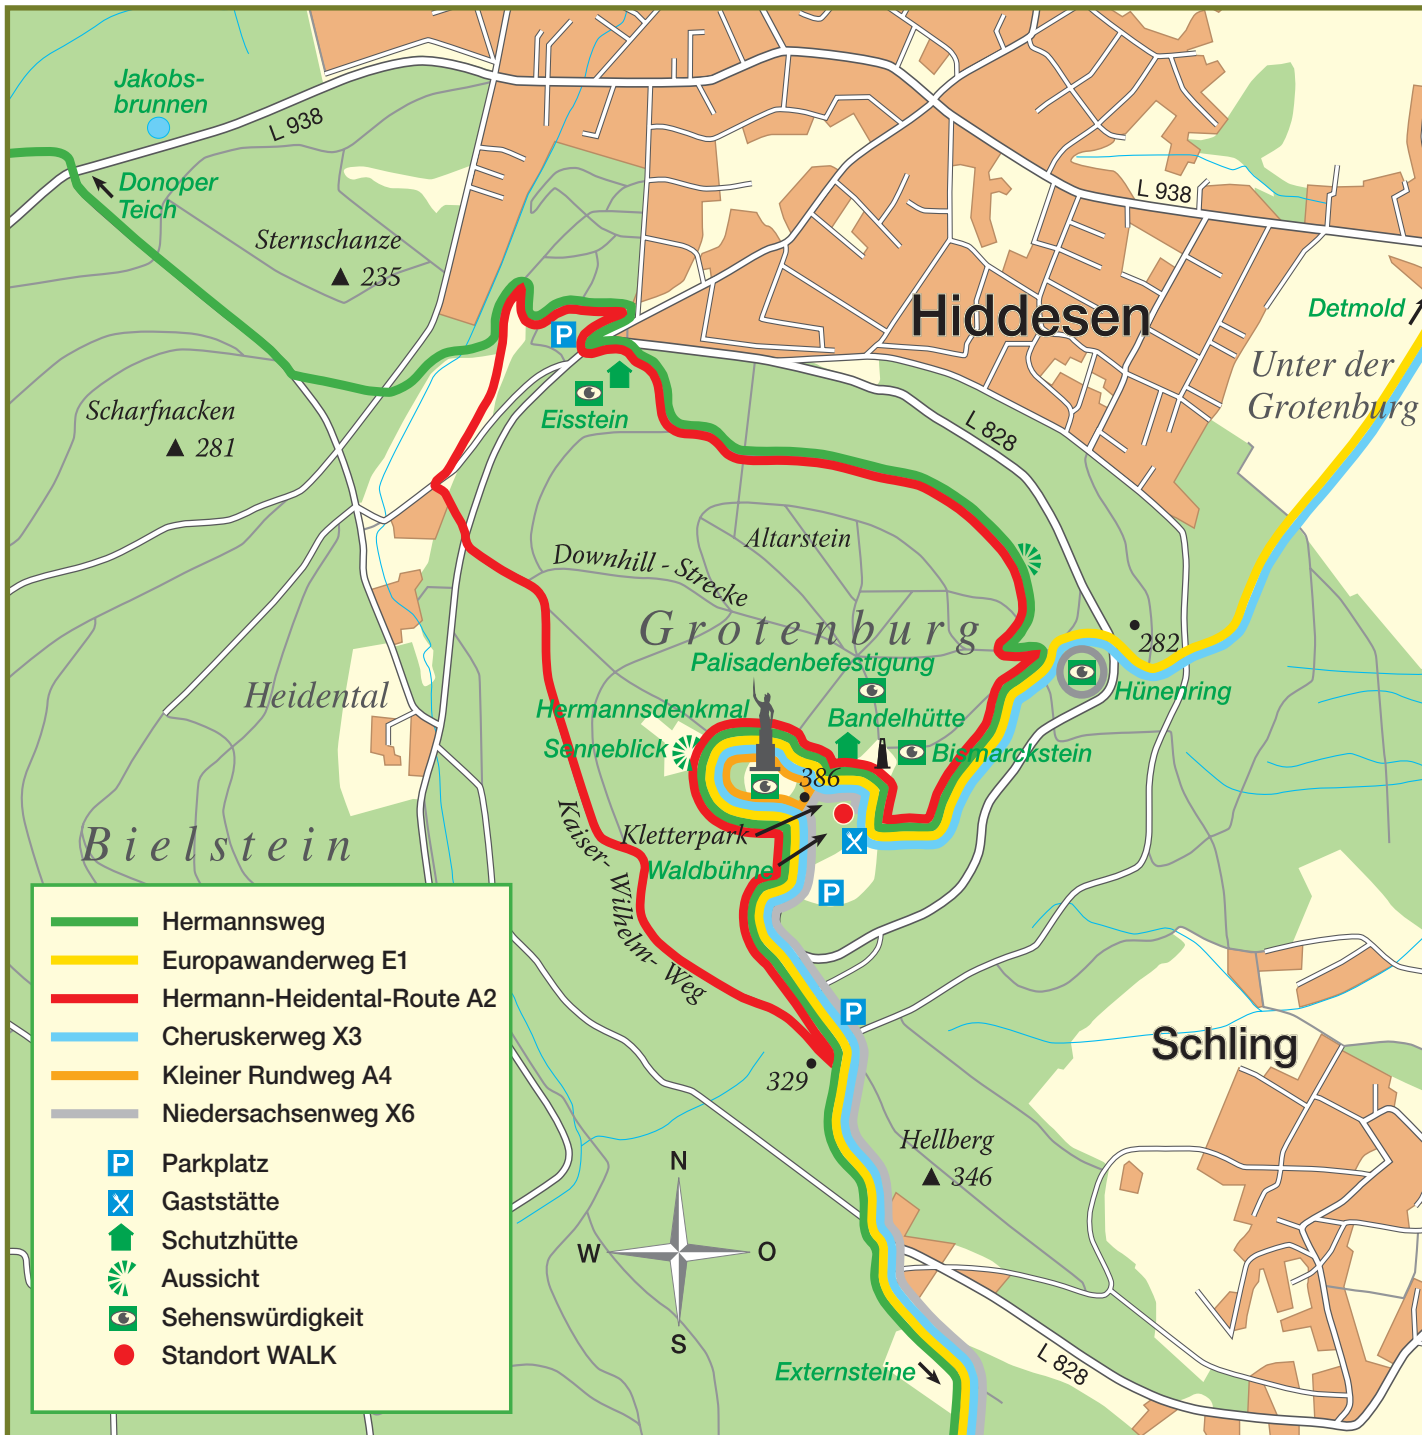 Jakobs-
brunnen
L 938
Donoper
Teich
Sternschanze
235
L 938
Hiddesen
Detmold
Unter der
Grotenburg
P
Scharfnacken
281
Eisstein
L 828
Altarstein
Downhill - Strecke
Grotenburg
282
Palisadenbefestigung
Heidental
Hünenring
Hermannsdenkmal
Bandelhütte
Senneblick
Bismarckstein
386
Kletterpark
Bielstein
Waldbühne
Kaiser- Wilhelm- Weg
P
P
Schling
329
Hellberg
346
Hermannsweg
Europawanderweg E1
Hermann-Heidental-Route A2
Cheruskerweg X3
Kleiner Rundweg A4
Niedersachsenweg X6
P Parkplatz
Gaststätte
Schutzhütte
Aussicht
Sehenswürdigkeit
Standort WALK
N
W
O
S
Externsteine
L 828